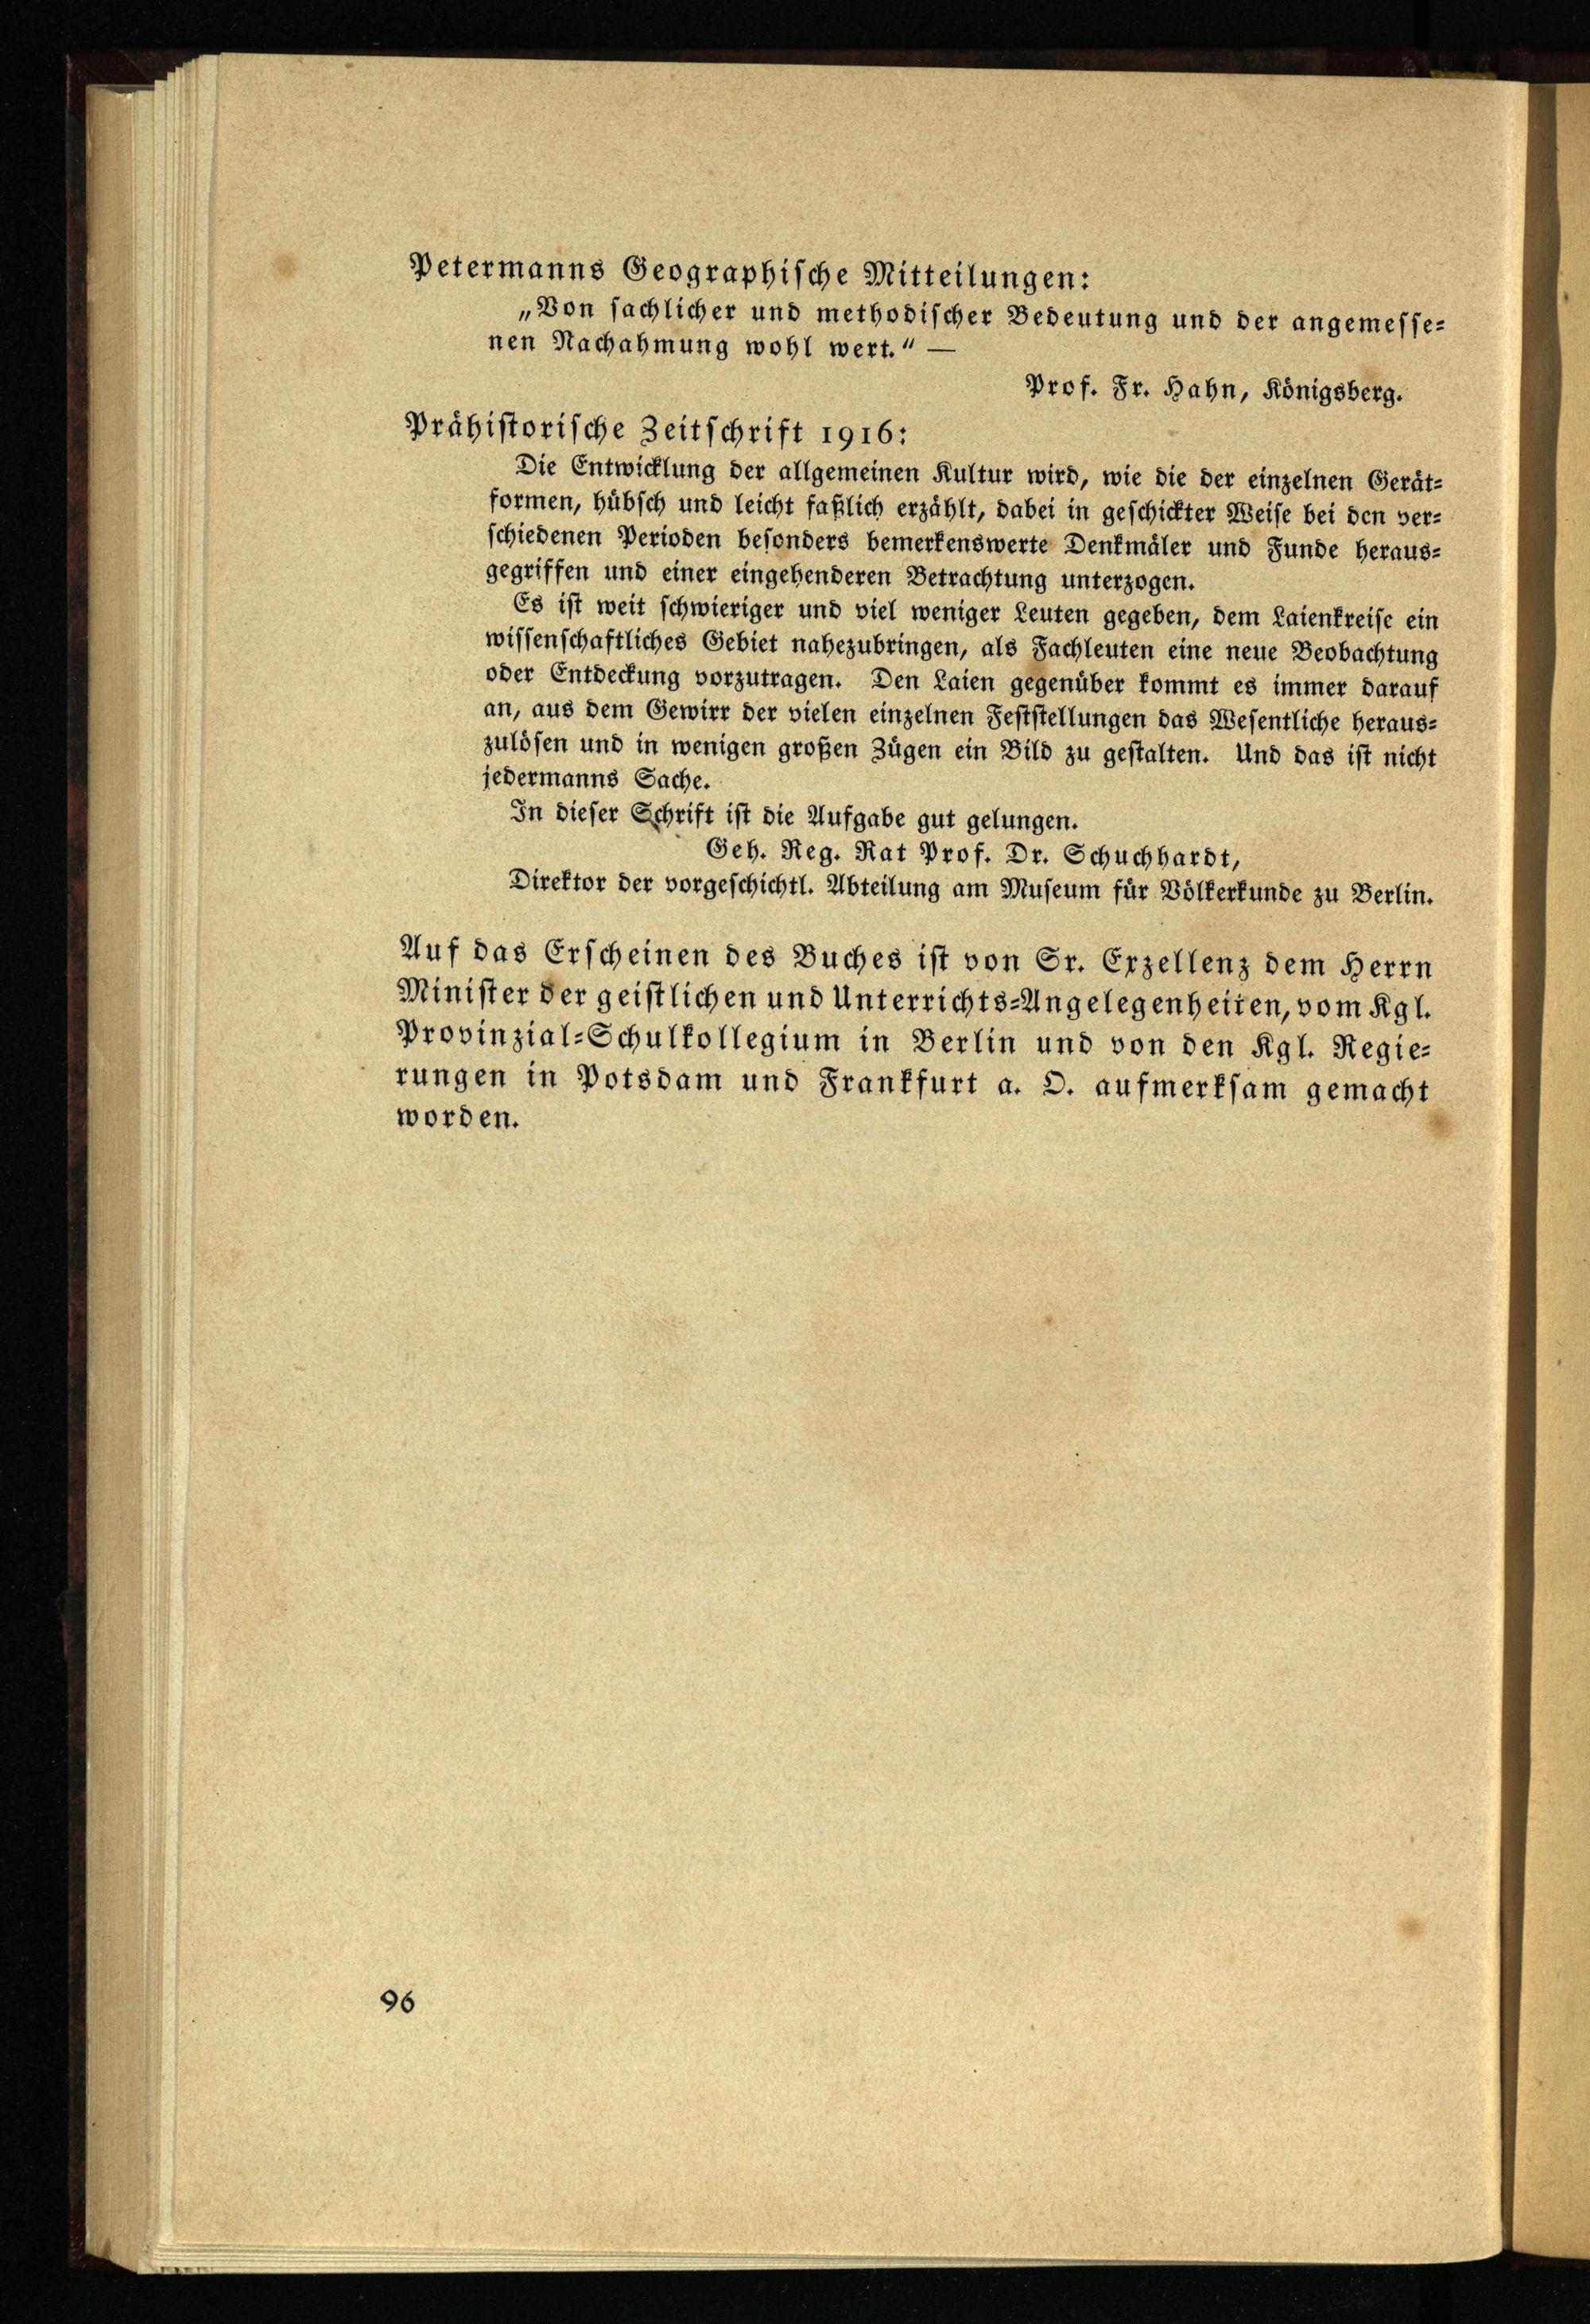 Petermanns Geographische Mitteilungen:
„Von sachlicher und methodischer Bedeutung und der angemesse-
nen Nachahmung wohl wert.“ —
Prof. Fr. Hahn, Königsberg.
Prähistorische Zeitschrift 1916:
Die Entwicklung der allgemeinen Kultur wird, wie die der einzelnen Gerät-
formen, hübsch und leicht faßlich erzählt, dabei in geschickter Weise bei den ver-
schiedenen Perioden besonders bemerkenswerte Denkmäler und Funde heraus-
gegriffen und einer eingehenderen Betrachtung unterzogen.
Es ist weit schwieriger und viel weniger Leuten gegeben, dem Laienkreise ein
wissenschaftliches Gebiet nahezubringen, als Fachleuten eine neue Beobachtung
oder Entdeckung vorzutragen. Den Laien gegenüber kommt es immer darauf
an, aus dem Gewirr der vielen einzelnen Feststellungen das Wesentliche heraus-
zulösen und in wenigen großen Zügen ein Bild zu gestalten. Und das ist nicht
jedermanns Sache.
In dieser Schrift ist die Aufgabe gut gelungen.
Geh. Reg. Rat Prof. Dr. Schuchhardt,
Direktor der vorgeschichtl. Abteilung am Museum für Völkerkunde zu Berlin.
Auf das Erscheinen des Buches ist von Sr. Exzellenz dem Herrn
Minister der geistlichen und Unterrichts-Angelegenheiten, vom Kgl.
Provinzial-Schulkollegium in Berlin und von den Kgl. Regie-
rungen in Potsdam und Frankfurt a. O. aufmerksam gemacht
worden.
96